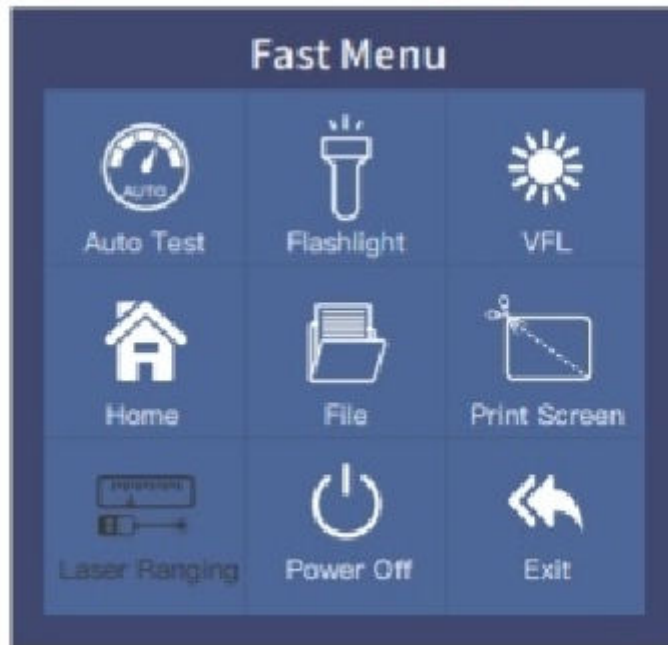 Fast Menu
AUTO
Auto Test
Flashlight
VFL
Home
File
Print Screen
Laser Ranging
Power Off
Exit